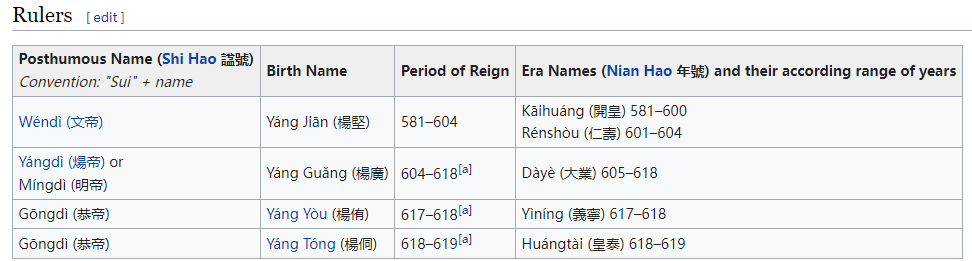 Rulers [ edit ]
Posthumous Name (Shi Hao 諡號)
Convention: "Sui" + name
Birth Name
Period of Reign
Era Names (Nian Hao 年號) and their according range of years
Wéndì (文帝)
Yáng Jiān (楊堅)
581–604
Kāihuáng (開皇) 581–600
Rénshòu (仁壽) 601–604
Yángdì (煬帝) or
Míngdì (明帝)
Yáng Guǎng (楊廣)
604–618[a]
Dàyè (大業) 605–618
Gōngdì (恭帝)
Yáng Yòu (楊侑)
617–618[a]
Yìníng (義寧) 617–618
Gōngdì (恭帝)
Yáng Tóng (楊侗)
618–619[a]
Huángtài (皇泰) 618–619